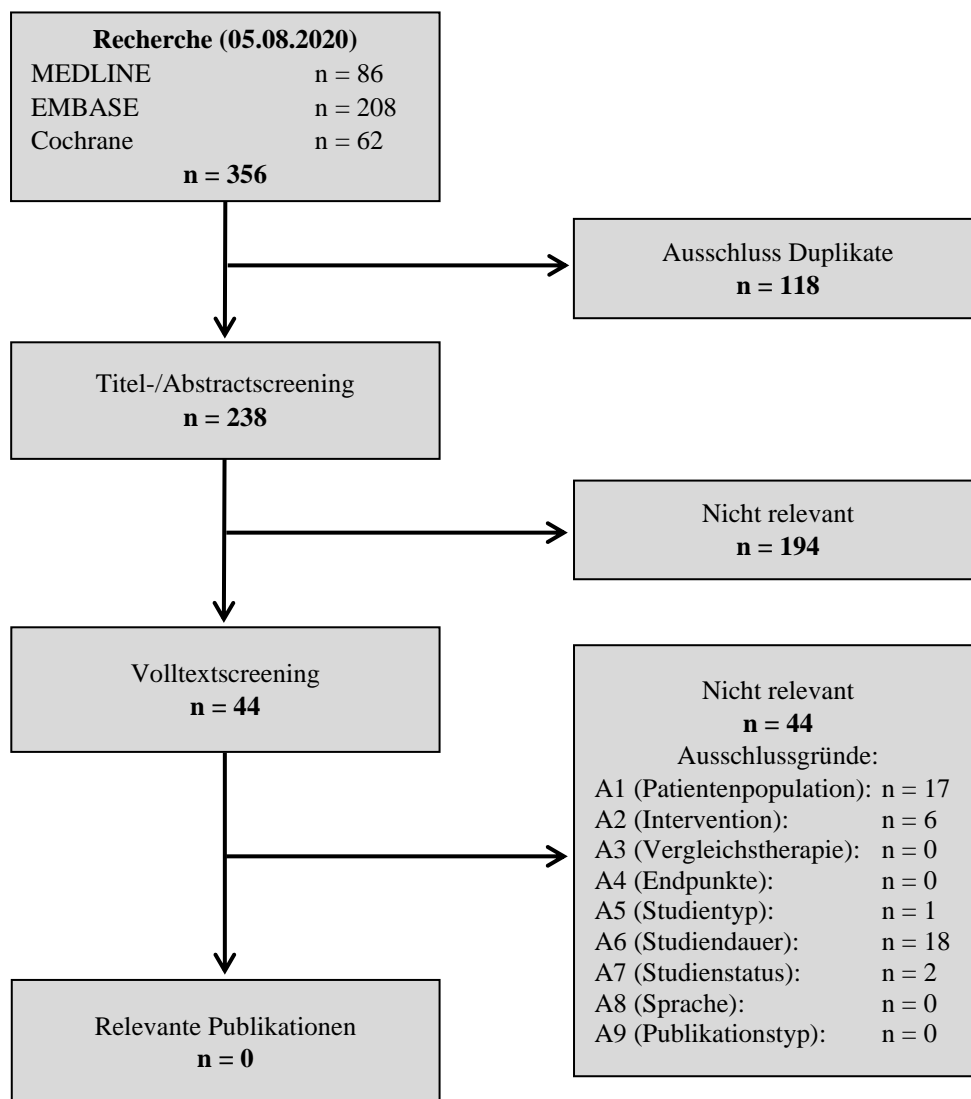 Recherche (05.08.2020)
MEDLINE n = 86
EMBASE n = 208
Cochrane n = 62
n = 356
Ausschluss Duplikate
n = 118
Titel-/Abstractscreening
n = 238
Nicht relevant
n = 194
Volltextscreening
n = 44
Nicht relevant
n = 44
Ausschlussgründe:
A1 (Patientenpopulation): n = 17
A2 (Intervention): n = 6
A3 (Vergleichstherapie): n = 0
A4 (Endpunkte): n = 0
A5 (Studientyp): n = 1
A6 (Studiendauer): n = 18
A7 (Studienstatus): n = 2
A8 (Sprache): n = 0
A9 (Publikationstyp): n = 0
Relevante Publikationen
n = 0